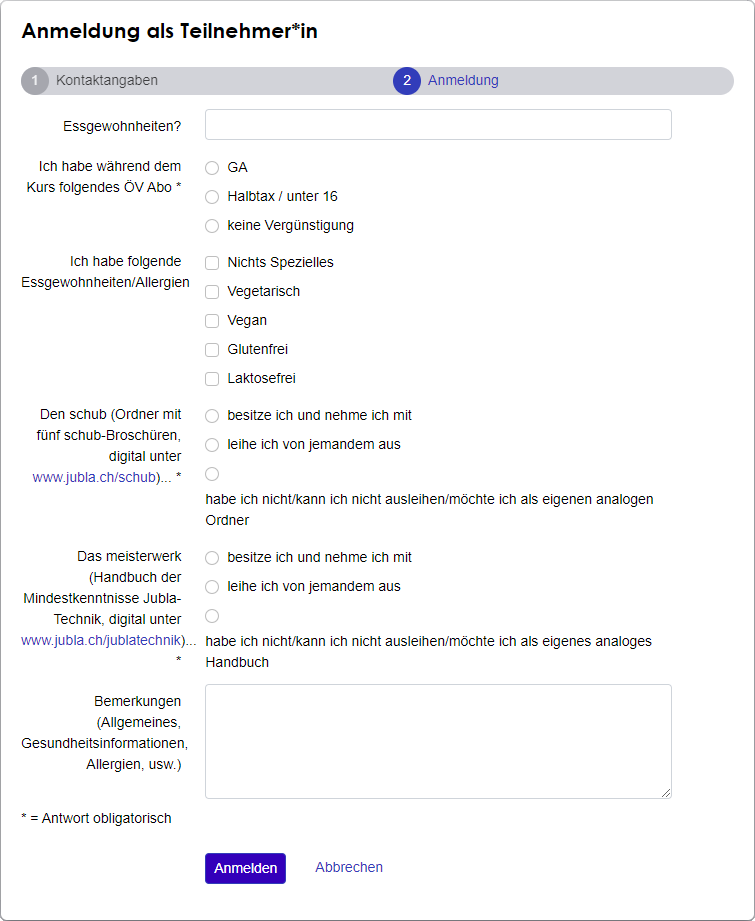 Anmeldung als Teilnehmer*in
1 Kontaktangaben 2 Anmeldung
Essgewohnheiten?
Ich habe während dem
Kurs folgendes ÖV Abo *
GA
Halbtax / unter 16
keine Vergünstigung
Ich habe folgende
Essgewohnheiten/Allergien
Nichts Spezielles
Vegetarisch
Vegan
Glutenfrei
Laktosefrei
Den schub (Ordner mit
fünf schub-Broschüren,
digital unter
www.jubla.ch/schub)... *
besitze ich und nehme ich mit
leihe ich von jemandem aus
habe ich nicht/kann ich nicht ausleihen/möchte ich als eigenen analogen
Ordner
Das meisterwerk
(Handbuch der
Mindestkenntnisse Jubla-
Technik, digital unter
www.jubla.ch/jublatechnik)...
*
besitze ich und nehme ich mit
leihe ich von jemandem aus
habe ich nicht/kann ich nicht ausleihen/möchte ich als eigenes analoges
Handbuch
Bemerkungen
(Allgemeines,
Gesundheitsinformationen,
Allergien, usw.)
* = Antwort obligatorisch
Anmelden Abbrechen